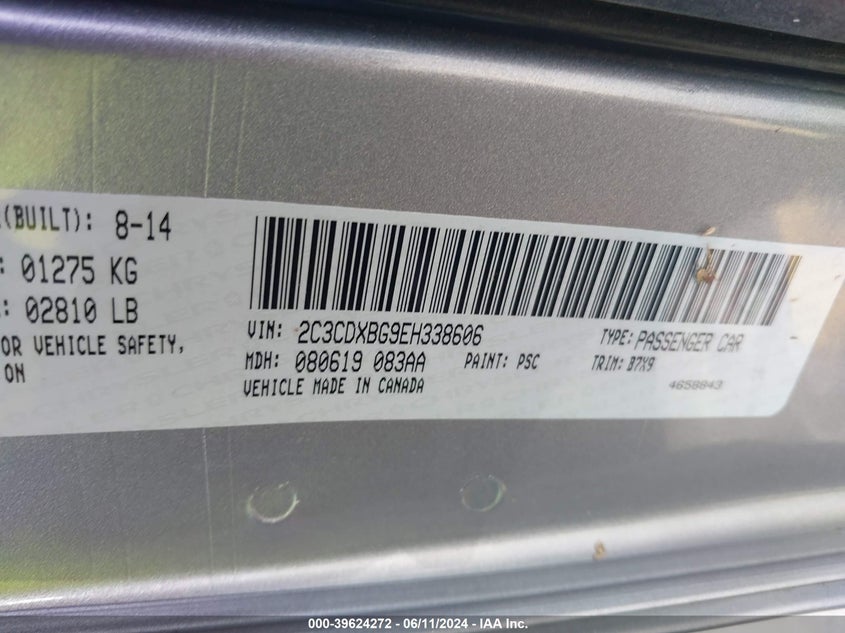 (BUILT): 8-14
: 01275 KG
: 02810 LB
OR VEHICLE SAFETY,
ON
VIN: 2C3CDXBG9EH338606 TYPE: PASSENGER CAR
MDH: 080619 083AA PAINT: PSC TRIM: B7X9
VEHICLE MADE IN CANADA 4658843
000-39624272 - 06/11/2024 - IAA Inc.